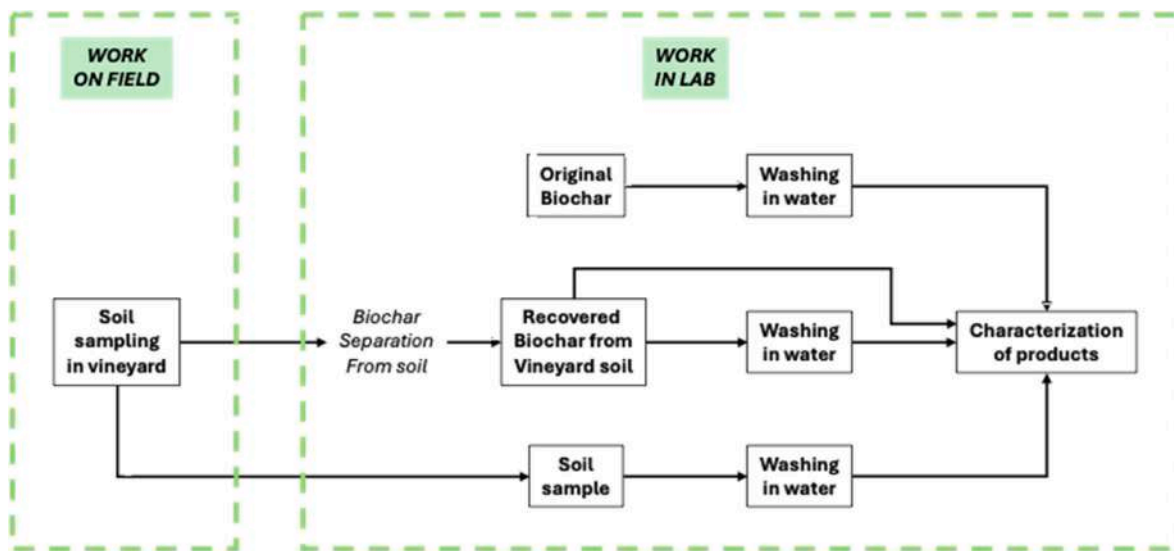 WORK
ON FIELD
WORK
IN LAB
Original
Biochar
Washing
in water
Soil
sampling
in vineyard
Biochar
Separation
From soil
Recovered
Biochar from
Vineyard soil
Washing
in water
Characterization
of products
Soil
sample
Washing
in water